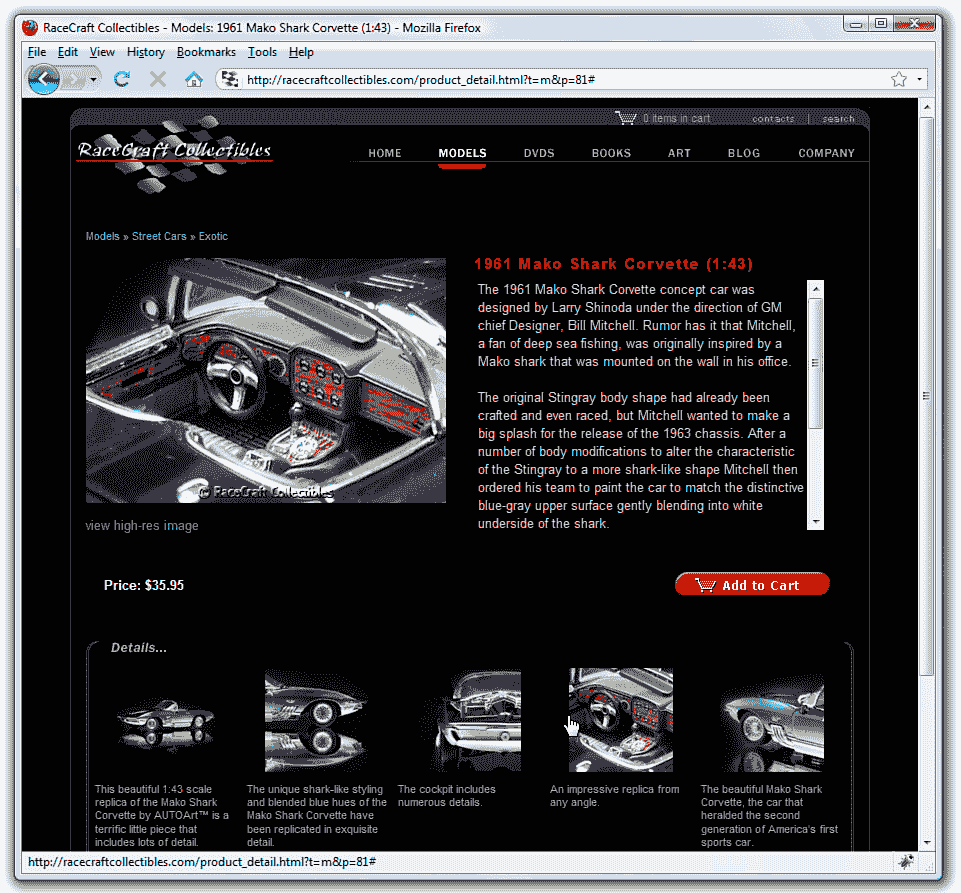 RaceCraft Collectibles - Models: 1961 Mako Shark Corvette (1:43) - Mozilla Firefox
File Edit View History Bookmarks Tools Help
http://racecraftcollectibles.com/product_detail.html?t=m&p=81#
0 items in cart contacts | search
RaceCraft Collectibles
HOME MODELS DVDS BOOKS ART BLOG COMPANY
Models » Street Cars » Exotic
1961 Mako Shark Corvette (1:43)
The 1961 Mako Shark Corvette concept car was
designed by Larry Shinoda under the direction of GM
chief Designer, Bill Mitchell. Rumor has it that Mitchell,
a fan of deep sea fishing, was originally inspired by a
Mako shark that was mounted on the wall in his office.
The original Stingray body shape had already been
crafted and even raced, but Mitchell wanted to make a
big splash for the release of the 1963 chassis. After a
number of body modifications to alter the characteristic
of the Stingray to a more shark-like shape Mitchell then
ordered his team to paint the car to match the distinctive
blue-gray upper surface gently blending into white
underside of the shark.
© RaceCraft Collectibles
view high-res image
Price: $35.95
Add to Cart
Details...
This beautiful 1:43 scale
replica of the Mako Shark
Corvette by AUTOArt™ is a
terrific little piece that
includes lots of detail.
The unique shark-like styling
and blended blue hues of the
Mako Shark Corvette have
been replicated in exquisite
detail.
The cockpit includes
numerous details.
An impressive replica from
any angle.
The beautiful Mako Shark
Corvette, the car that
heralded the second
generation of America's first
sports car.
http://racecraftcollectibles.com/product_detail.html?t=m&p=81#